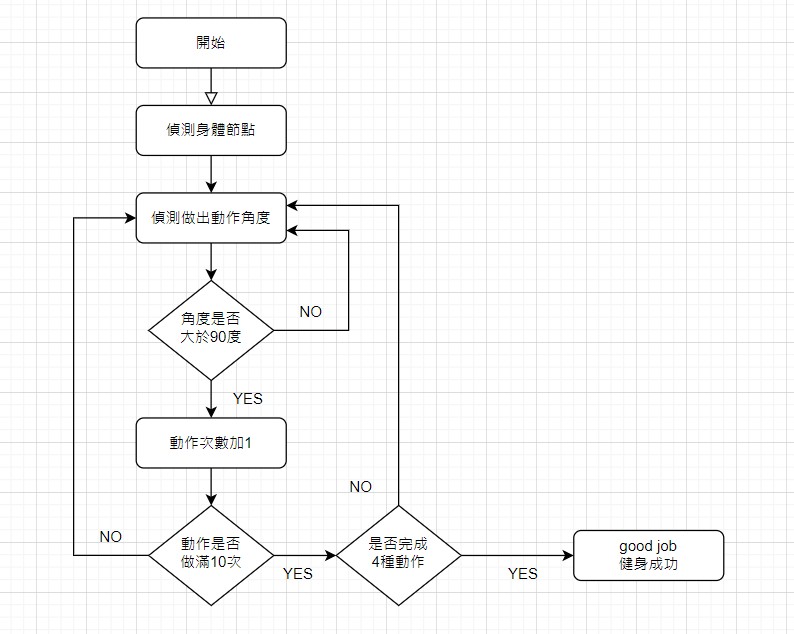 開始
偵測身體節點
偵測做出動作角度
角度是否
大於90度
NO
YES
動作次數加1
NO
NO
動作是否
做滿10次
YES
是否完成
4種動作
YES
good job
健身成功